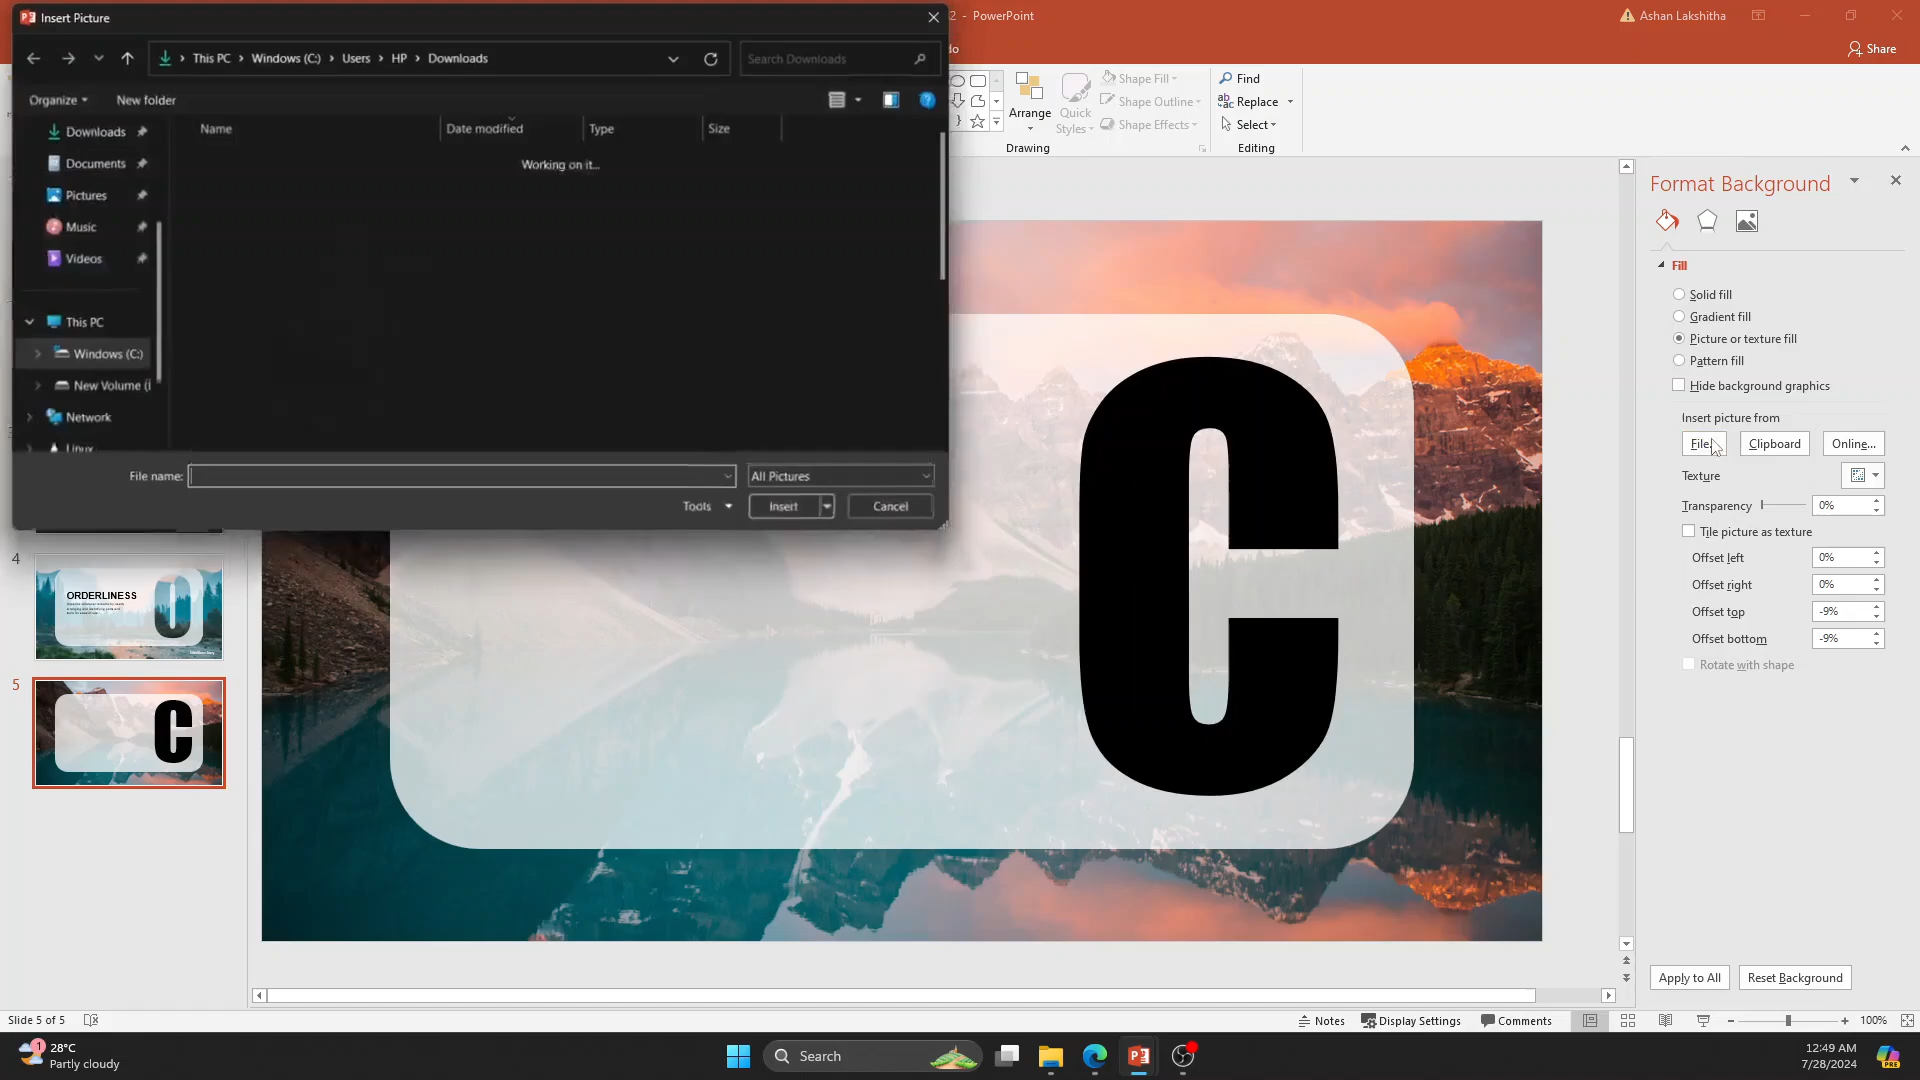 Insert Picture
2 - PowerPoint
Ashan Lakshitha
This PC > Windows (C:) > Users > HP > Downloads
Search Downloads
Share
Organize
New folder
Shape Fill
Shape Outline
Shape Effects
Arrange
Quick
Styles
Drawing
Find
Replace
Select
Editing
Name
Date modified
Type
Size
Working on it...
Downloads
Documents
Pictures
Music
Videos
This PC
Windows (C:)
New Volume (
Network
Linux
File name:
All Pictures
Tools
Insert
Cancel
4
ORDERLINESS
5
C
C
Format Background
Fill
Solid fill
Gradient fill
Picture or texture fill
Pattern fill
Hide background graphics
Insert picture from
File
Clipboard
Online...
Texture
Transparency
0%
Tile picture as texture
Offset left
0%
Offset right
0%
Offset top
-9%
Offset bottom
-9%
Rotate with shape
Apply to All
Reset Background
Slide 5 of 5
Notes
Display Settings
Comments
100%
1
28°C
Partly cloudy
Search
12:49 AM
7/28/2024
PRE